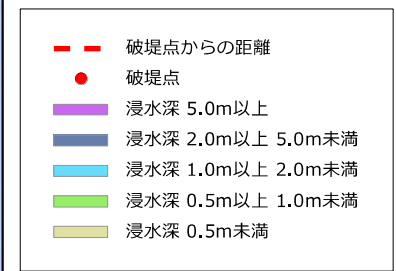 破堤点からの距離
破堤点
浸水深 5.0m以上
浸水深 2.0m以上 5.0m未満
浸水深 1.0m以上 2.0m未満
浸水深 0.5m以上 1.0m未満
浸水深 0.5m未満